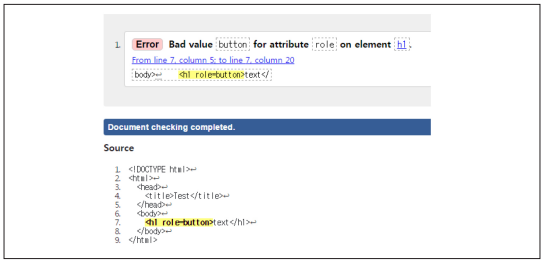 1. Error Bad value button for attribute role on element h1.
From line 7, column 5; to line 7, column 20
body>↩ <h1 role=button>text</
Document checking completed.
Source
1. <!DOCTYPE html>↩
2. <html>↩
3. <head>↩
4. <title>Test</title>↩
5. </head>↩
6. <body>↩
7. <h1 role=button>text</h1>↩
8. </body>↩
9. </html>